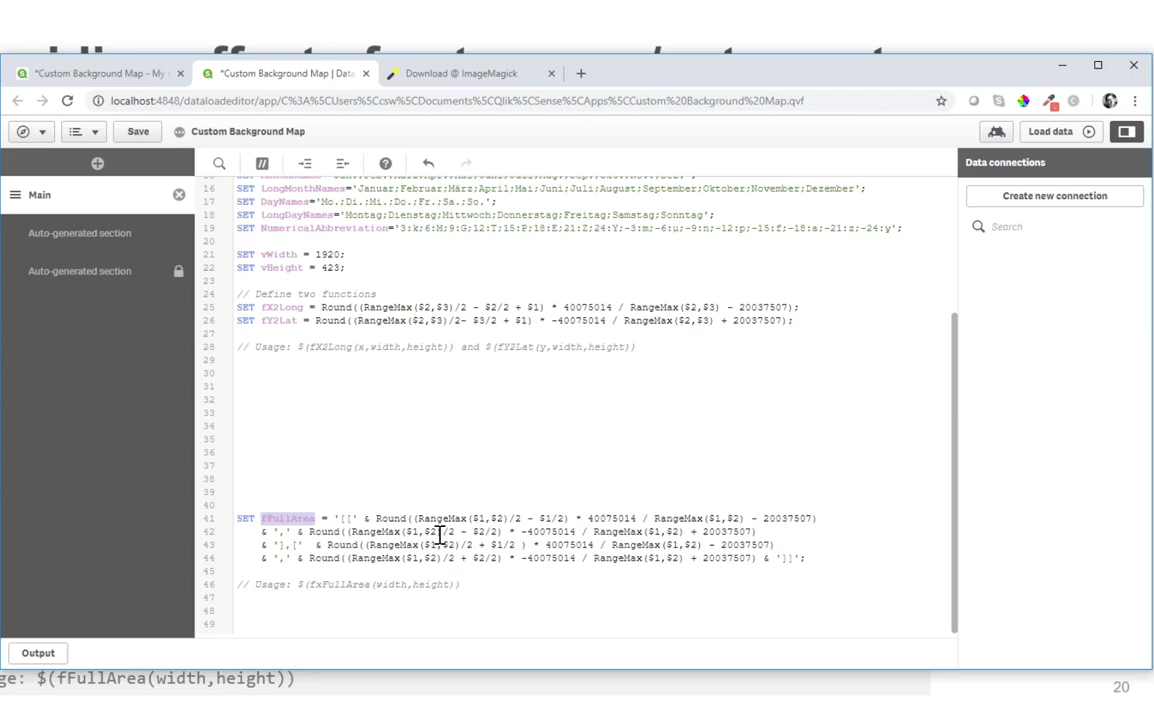 *Custom Background Map - My
*Custom Background Map | Data
Download @ ImageMagick
localhost:4848/dataloadeditor/app/C%3A%5CUsers%5Ccsw%5CDocuments%5CQlik%5CSense%5CApps%5CCustom%20Background%20Map.qvf
Save
Custom Background Map
Load data
Data connections
Main
Auto-generated section
Auto-generated section
Create new connection
Search
16 SET LongMonthNames='Januar;Februar;März;April;Mai;Juni;Juli;August;September;Oktober;November;Dezember';
17 SET DayNames='Mo.;Di.;Mi.;Do.;Fr.;Sa.;So.';
18 SET LongDayNames='Montag;Dienstag;Mittwoch;Donnerstag;Freitag;Samstag;Sonntag';
19 SET NumericalAbbreviation='3:k;6:M;9:G;12:T;15:P;18:E;21:Z;24:Y;-3:m;-6:µ;-9:n;-12:p;-15:f;-18:a;-21:z;-24:y';
20
21 SET vWidth = 1920;
22 SET vHeight = 423;
23
24 // Define two functions
25 SET fX2Long = Round((RangeMax($2,$3)/2 - $2/2 + $1) * 40075014 / RangeMax($2,$3) - 20037507);
26 SET fY2Lat = Round((RangeMax($2,$3)/2- $3/2 + $1) * -40075014 / RangeMax($2,$3) + 20037507);
27
28 // Usage: $(fX2Long(x,width,height)) and $(fY2Lat(y,width,height))
29
30
31
32
33
34
35
36
37
38
39
40
41 SET fFullArea = '[[' & Round((RangeMax($1,$2)/2 - $1/2) * 40075014 / RangeMax($1,$2) - 20037507)
42 & ',' & Round((RangeMax($1,$2)/2 - $2/2) * -40075014 / RangeMax($1,$2) + 20037507)
43 & '],[' & Round((RangeMax($1,$2)/2 + $1/2 ) * 40075014 / RangeMax($1,$2) - 20037507)
44 & ',' & Round((RangeMax($1,$2)/2 + $2/2) * -40075014 / RangeMax($1,$2) + 20037507) & ']]';
45
46 // Usage: $(fxFullArea(width,height))
47
48
49
Output
ge: $(fFullArea(width,height))
20